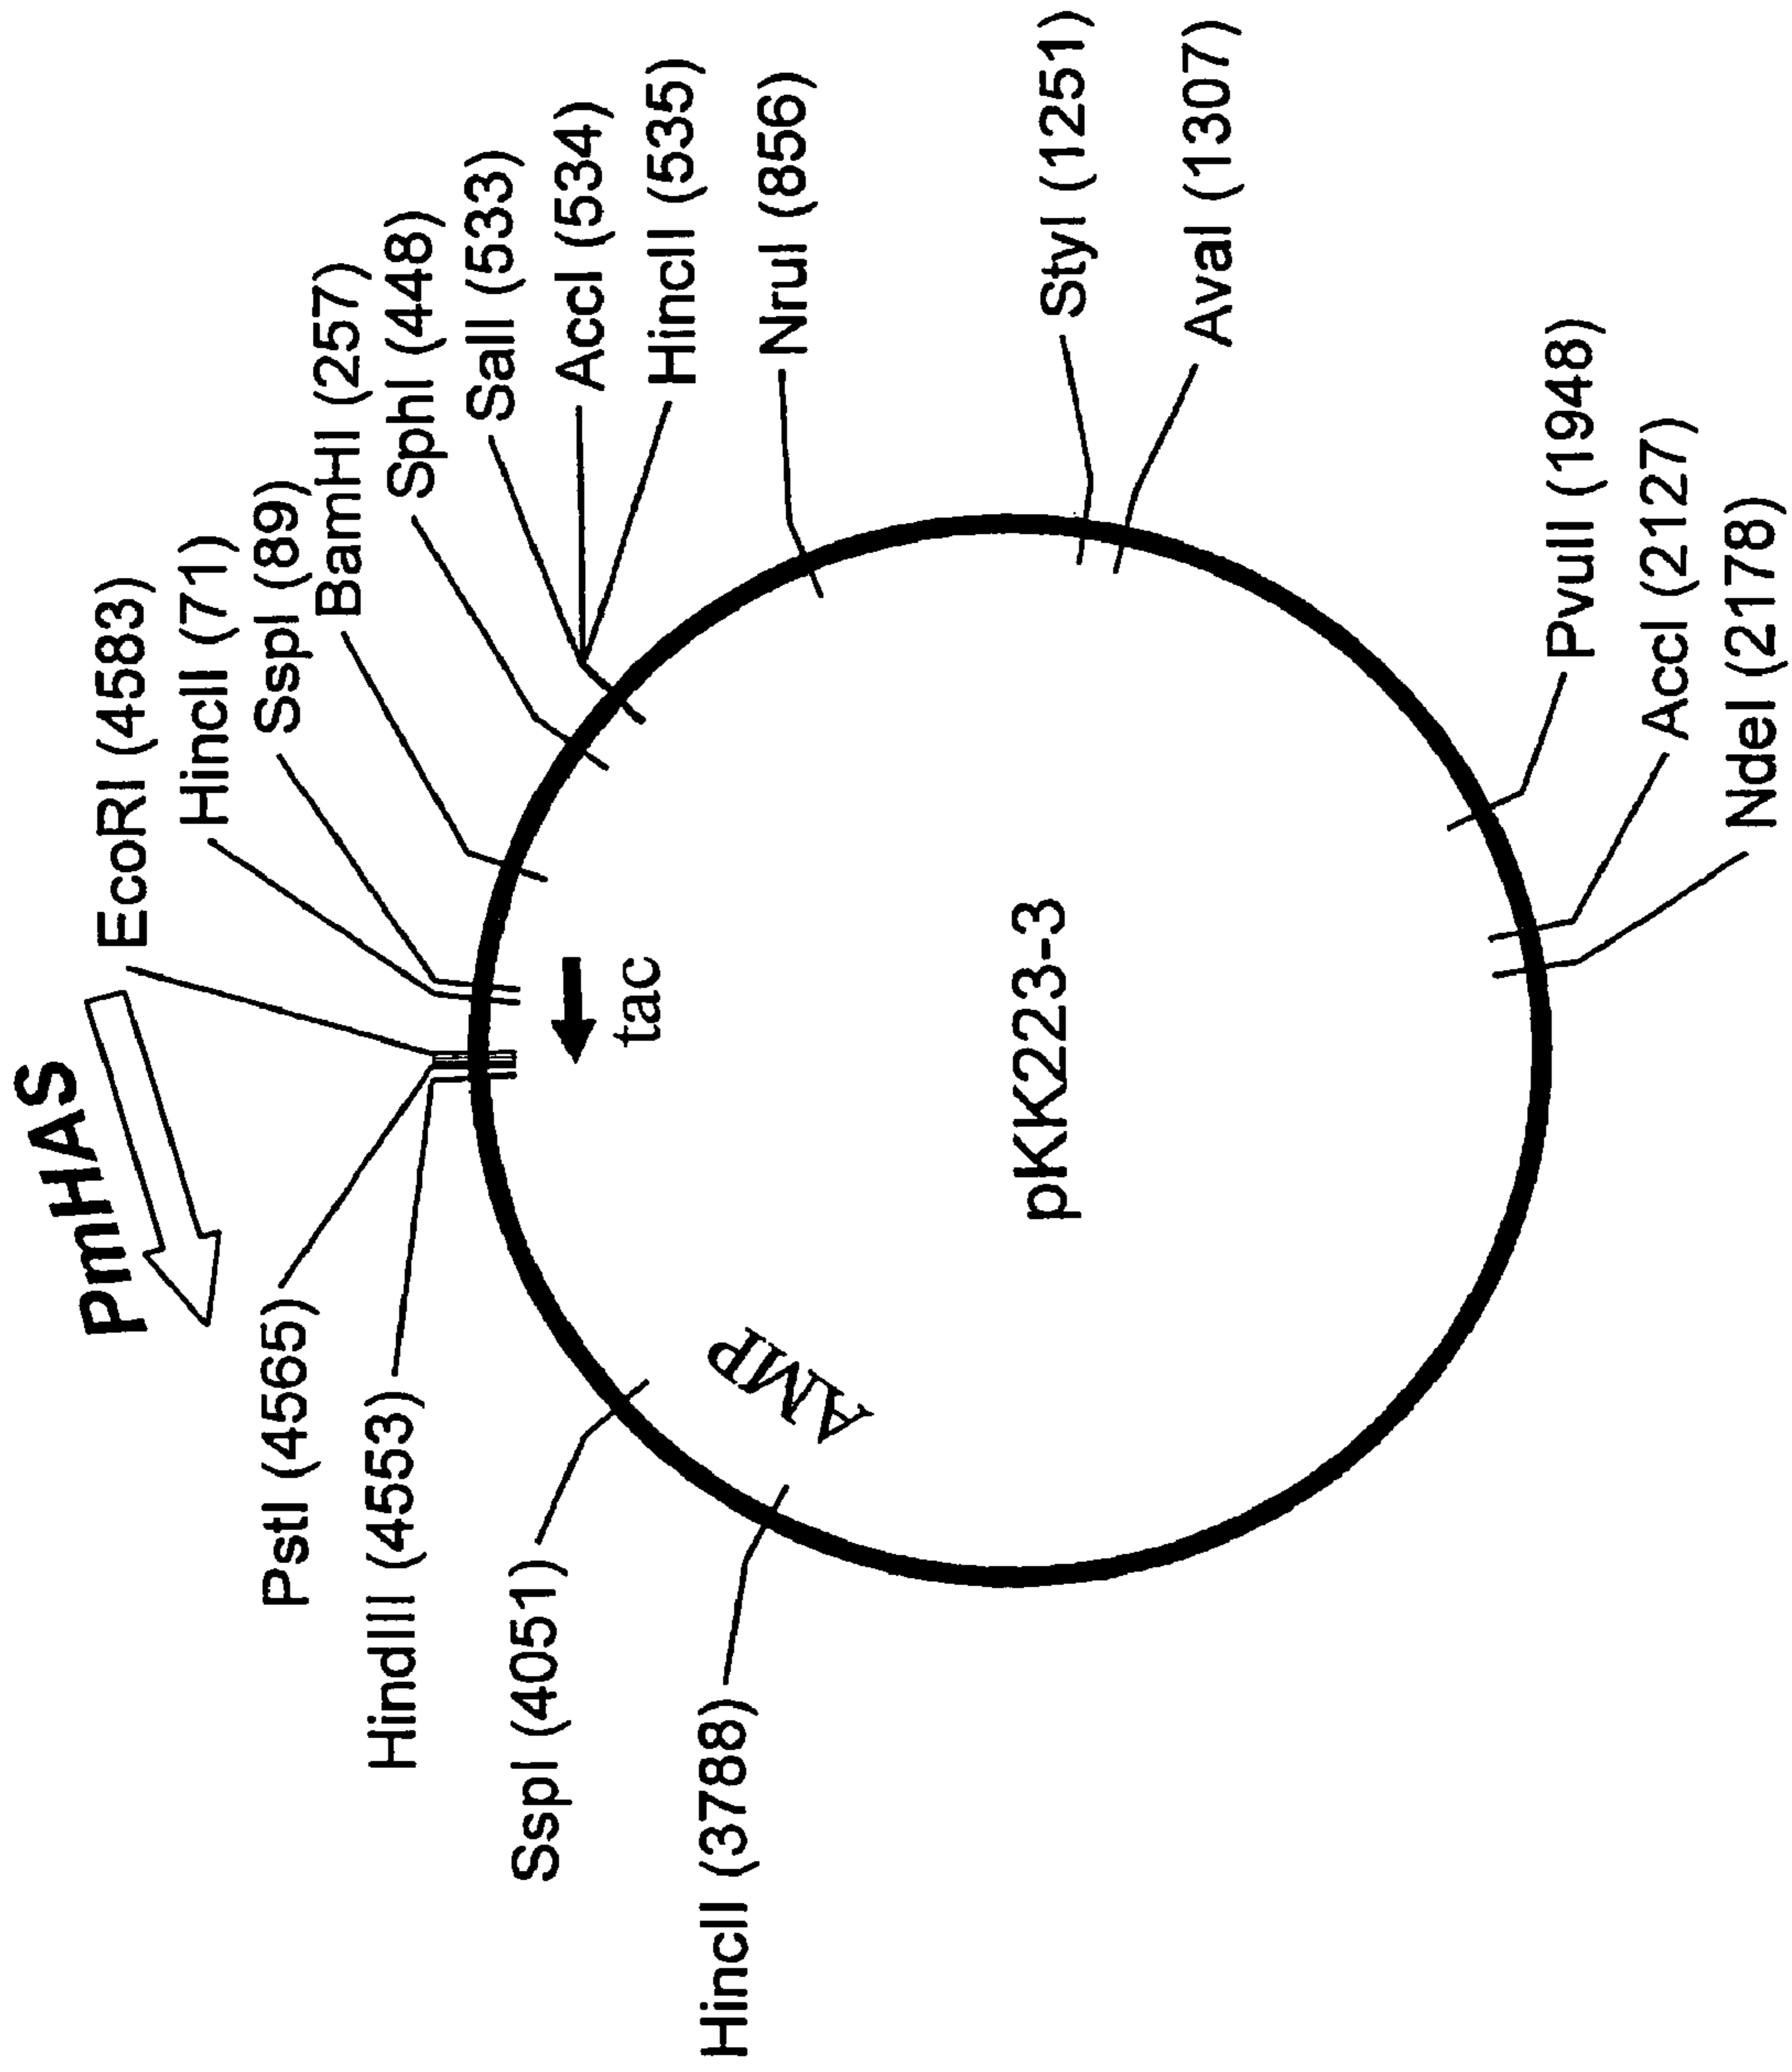 PmHAS
EcoRI (4583)
HincII (71)
SspI (89)
BamHI (257)
SphI (448)
SalI (533)
AccI (534)
HincII (535)
NruI (856)
StyI (1251)
AvaI (1307)
PvuII (1948)
AccI (2127)
NdeI (2178)
PstI (4565)
HindIII (4553)
SspI (4051)
HincII (3788)
tac
AMP
pKK223-3